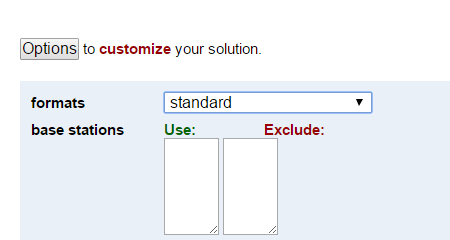 Options to customize your solution.
formats standard
base stations Use: Exclude: